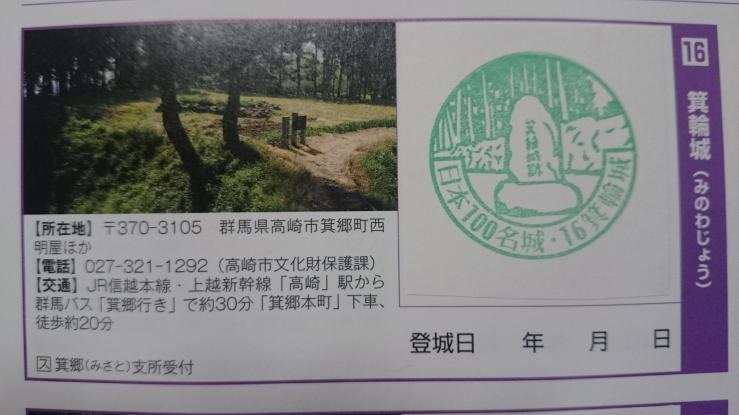 16
箕輪城（みのわじょう）
箕輪城跡
日本100名城・16箕輪城
【所在地】 〒370-3105　群馬県高崎市箕郷町西
明屋ほか
【電話】 027-321-1292（高崎市文化財保護課）
【交通】 JR信越本線・上越新幹線「高崎」駅から
群馬バス「箕郷行き」で約30分「箕郷本町」下車、
徒歩約20分
ス 箕郷（みさと）支所受付
登城日　年　月　日